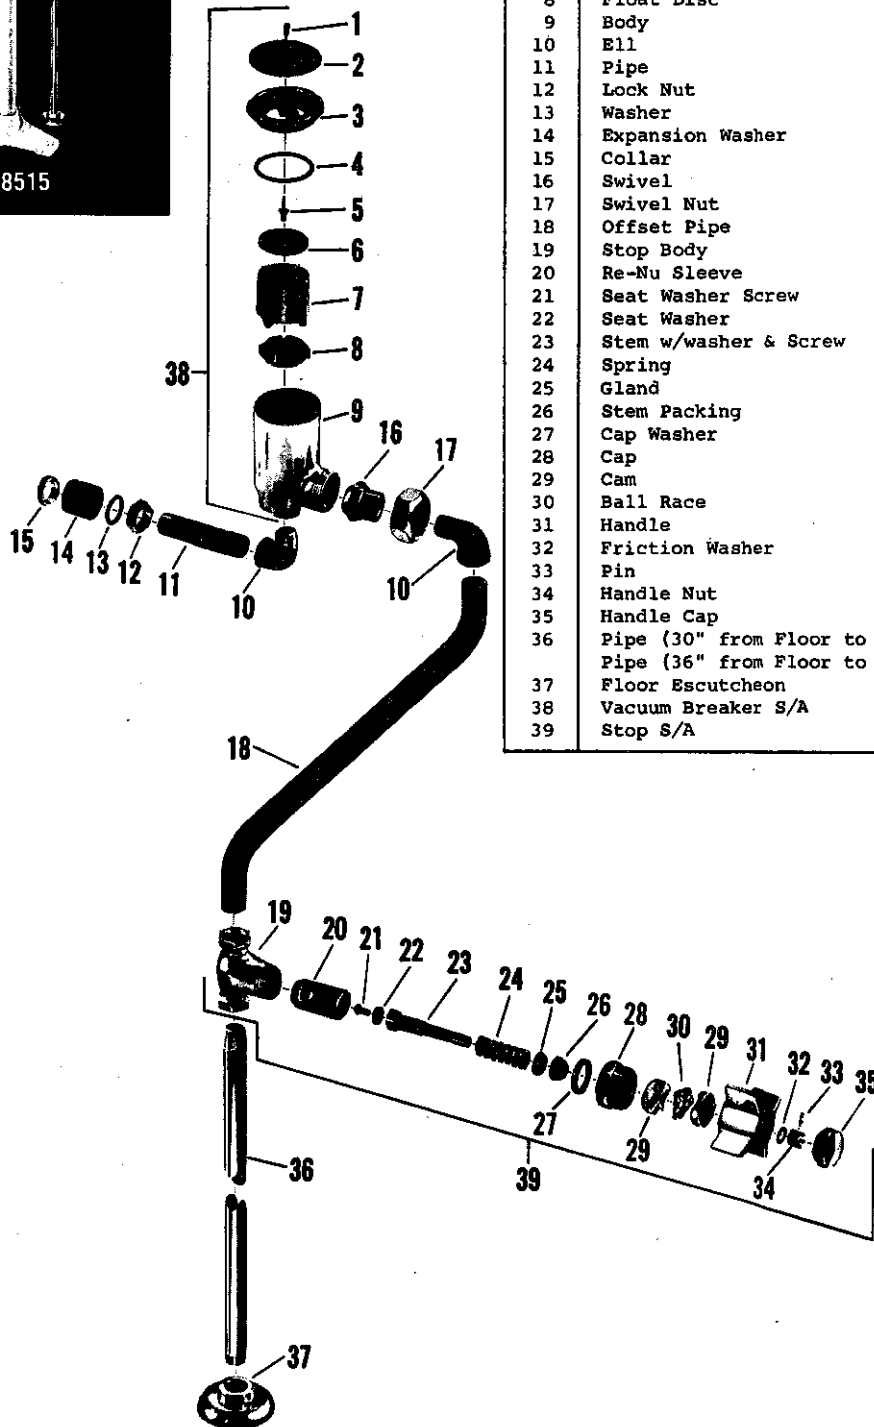 8515
8 Float Disc
9 Body
10 Ell
11 Pipe
12 Lock Nut
13 Washer
14 Expansion Washer
15 Collar
16 Swivel
17 Swivel Nut
18 Offset Pipe
19 Stop Body
20 Re-Nu Sleeve
21 Seat Washer Screw
22 Seat Washer
23 Stem w/washer & Screw
24 Spring
25 Gland
26 Stem Packing
27 Cap Washer
28 Cap
29 Cam
30 Ball Race
31 Handle
32 Friction Washer
33 Pin
34 Handle Nut
35 Handle Cap
36 Pipe (30" from Floor to
Pipe (36" from Floor to
37 Floor Escutcheon
38 Vacuum Breaker S/A
39 Stop S/A
1
2
3
4
5
6
7
8
38
9
16
17
15
14
13
12
11
10
10
18
19
20
21
22
23
24
25
26
27
28
29
30
29
31
32
33
34
35
39
36
37